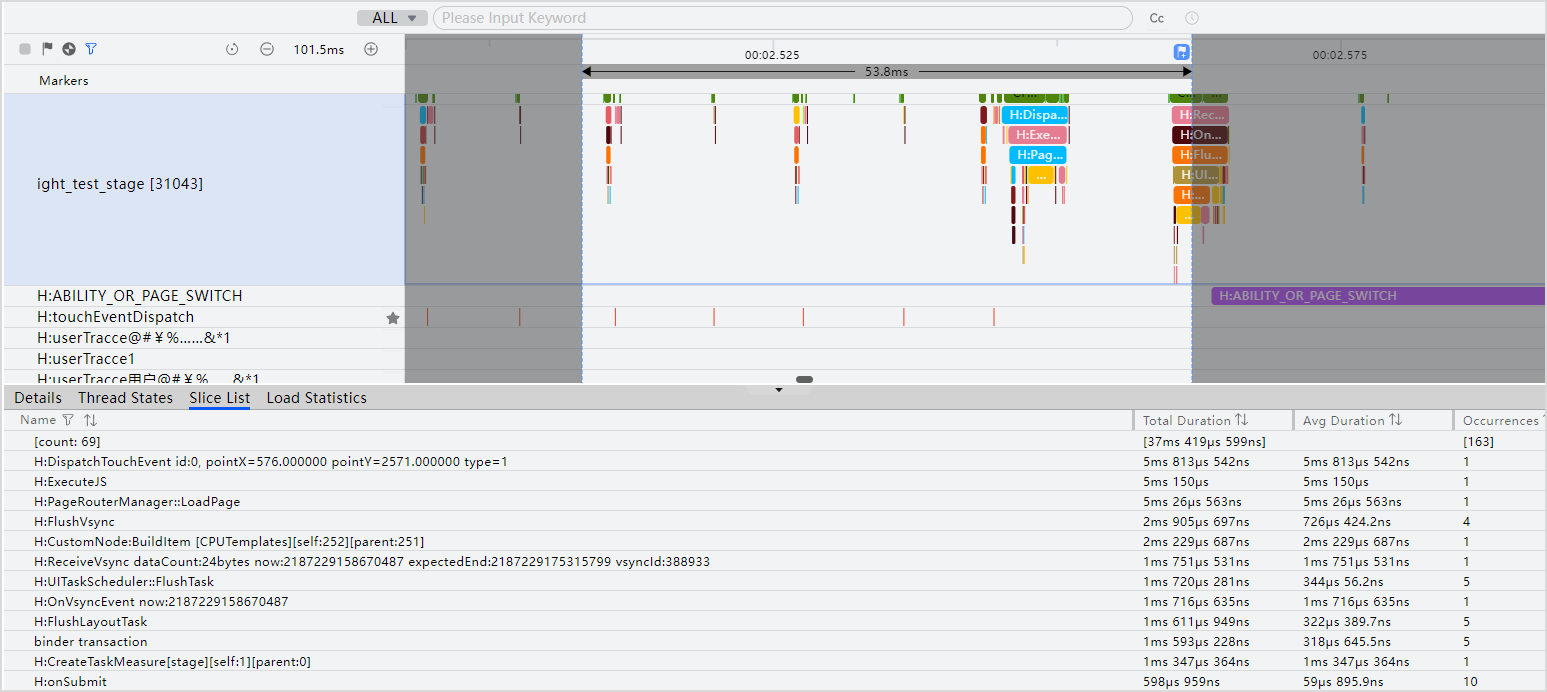 ALL Please Input Keyword Cc
101.5ms 00:02.525 00:02.575
53.8ms
Markers
H:Dispa... H:Rec...
H:Exe... H:On...
H:Pag... H:Flu...
ight_test_stage [31043]
... H:UI...
H:...
...
H:ABILITY_OR_PAGE_SWITCH H:ABILITY_OR_PAGE_SWITCH
H:touchEventDispatch
H:userTracce@#￥%……&*1
H:userTracce1
H:userTracce用户@#￥%……&*1
Details Thread States Slice List Load Statistics
Name Total Duration Avg Duration Occurrences
[count: 69] [37ms 419μs 599ns] [163]
H:DispatchTouchEvent id:0, pointX=576.000000 pointY=2571.000000 type=1 5ms 813μs 542ns 5ms 813μs 542ns 1
H:ExecuteJS 5ms 150μs 5ms 150μs 1
H:PageRouterManager::LoadPage 5ms 26μs 563ns 5ms 26μs 563ns 1
H:FlushVsync 2ms 905μs 697ns 726μs 424.2ns 4
H:CustomNode:BuildItem [CPUTemplates][self:252][parent:251] 2ms 229μs 687ns 2ms 229μs 687ns 1
H:ReceiveVsync dataCount:24bytes now:2187229158670487 expectedEnd:2187229175315799 vsyncId:388933 1ms 751μs 531ns 1ms 751μs 531ns 1
H:UITaskScheduler::FlushTask 1ms 720μs 281ns 344μs 56.2ns 5
H:OnVsyncEvent now:2187229158670487 1ms 716μs 635ns 1ms 716μs 635ns 1
H:FlushLayoutTask 1ms 611μs 949ns 322μs 389.7ns 5
binder transaction 1ms 593μs 228ns 318μs 645.5ns 5
H:CreateTaskMeasure[stage][self:1][parent:0] 1ms 347μs 364ns 1ms 347μs 364ns 1
H:onSubmit 598μs 959ns 59μs 895.9ns 10